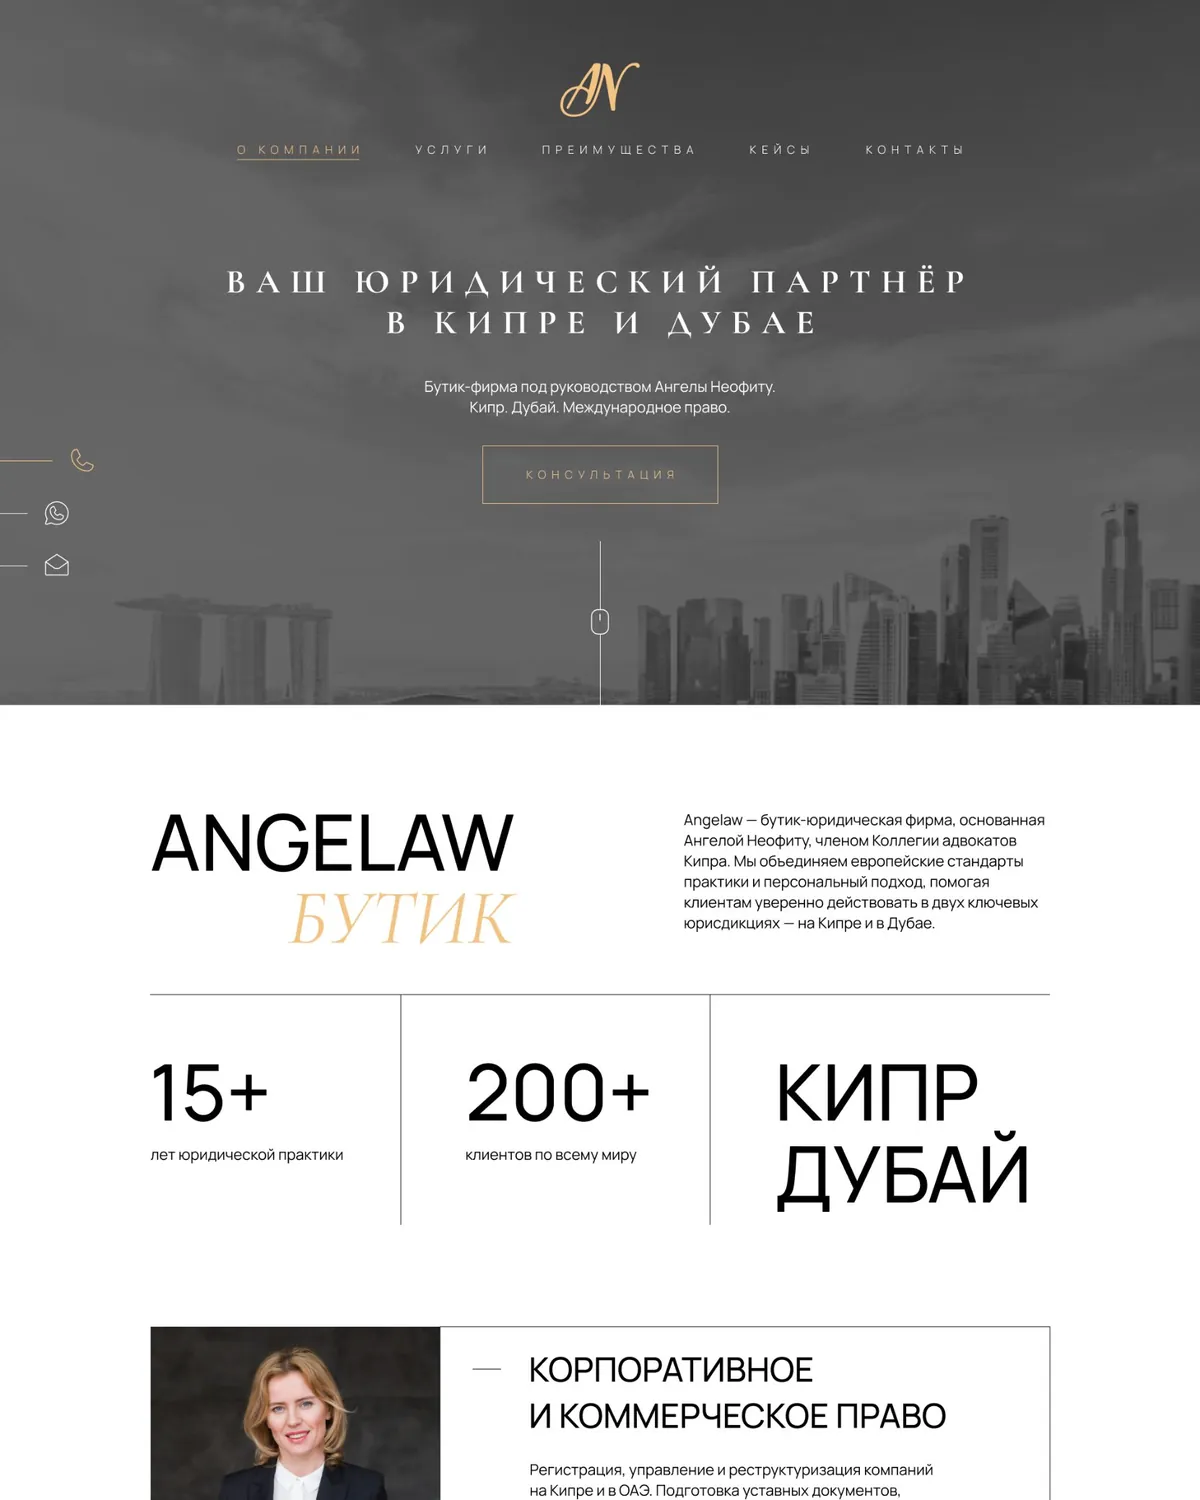 AN
О КОМПАНИИ УСЛУГИ ПРЕИМУЩЕСТВА КЕЙСЫ КОНТАКТЫ
ВАШ ЮРИДИЧЕСКИЙ ПАРТНЁР
В КИПРЕ И ДУБАЕ
Бутик-фирма под руководством Ангелы Неофиту.
Кипр. Дубай. Международное право.
КОНСУЛЬТАЦИЯ
ANGELAW
БУТИК
Angelaw — бутик-юридическая фирма, основанная
Ангелой Неофиту, членом Коллегии адвокатов
Кипра. Мы объединяем европейские стандарты
практики и персональный подход, помогая
клиентам уверенно действовать в двух ключевых
юрисдикциях — на Кипре и в Дубае.
15+
лет юридической практики
200+
клиентов по всему миру
КИПР
ДУБАЙ
КОРПОРАТИВНОЕ
И КОММЕРЧЕСКОЕ ПРАВО
Регистрация, управление и реструктуризация компаний
на Кипре и в ОАЭ. Подготовка уставных документов,